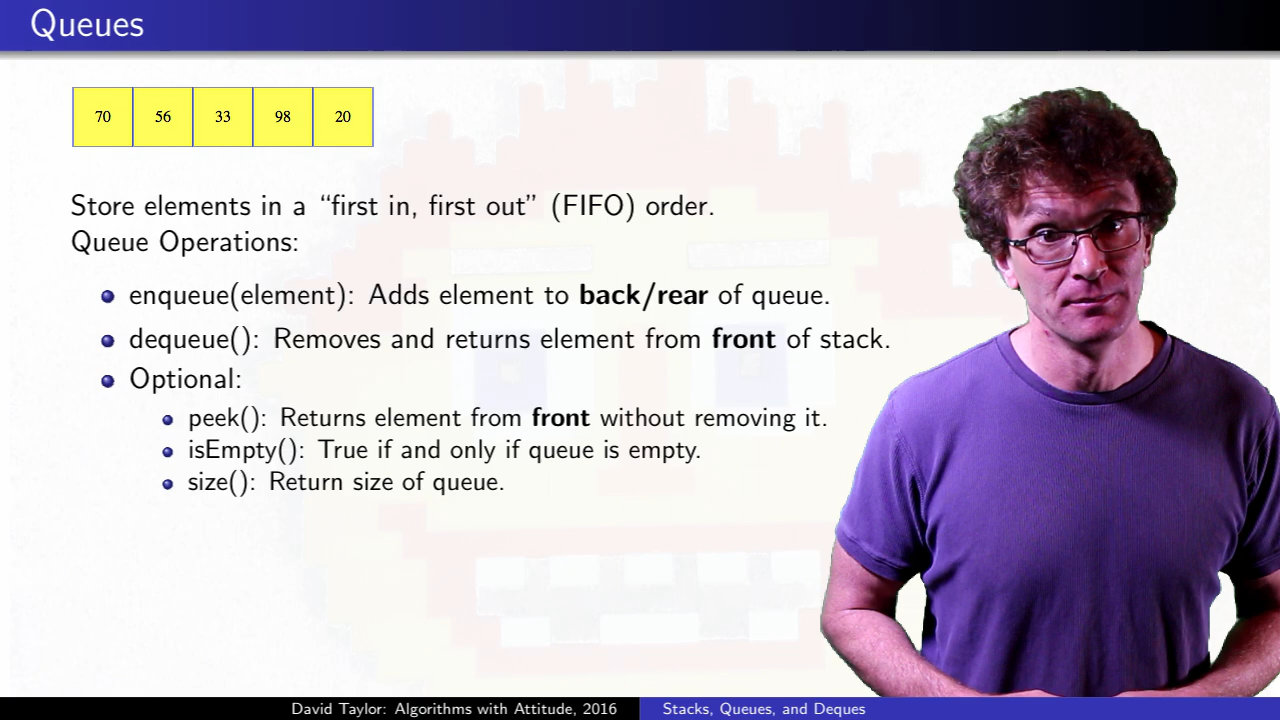 Queues
70 56 33 98 20
Store elements in a “first in, first out” (FIFO) order.
Queue Operations:
enqueue(element): Adds element to back/rear of queue.
dequeue(): Removes and returns element from front of stack.
Optional:
peek(): Returns element from front without removing it.
isEmpty(): True if and only if queue is empty.
size(): Return size of queue.
David Taylor: Algorithms with Attitude, 2016 Stacks, Queues, and Deques